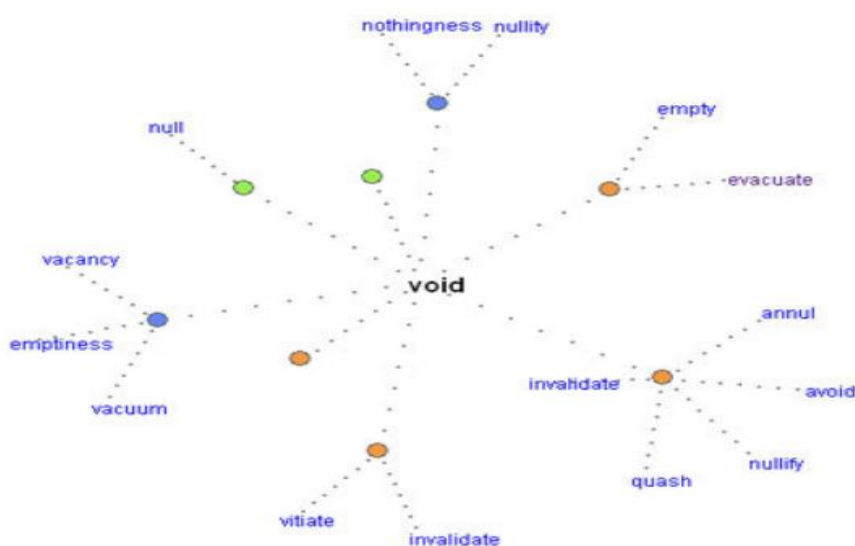 nothingness nullity
null
empty
evacuate
vacancy
void
emptiness
vacuum
annul
invalidate
avoid
nullify
quash
vitiate
invalidate